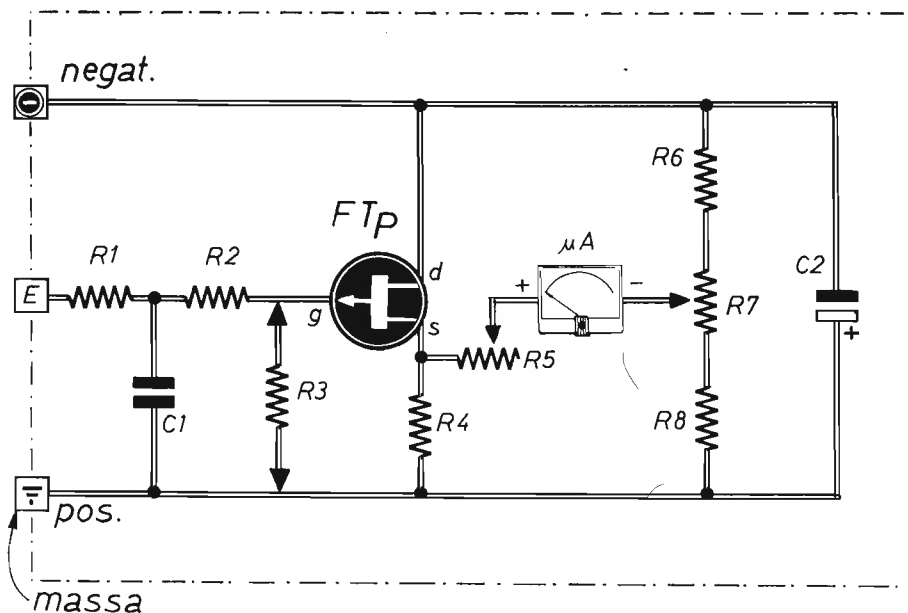 negat.
R6
FTP
R1
R2
μA
d
C2
E
+
−
R7
g
s
+
R5
R3
C1
R4
R8
pos.
massa